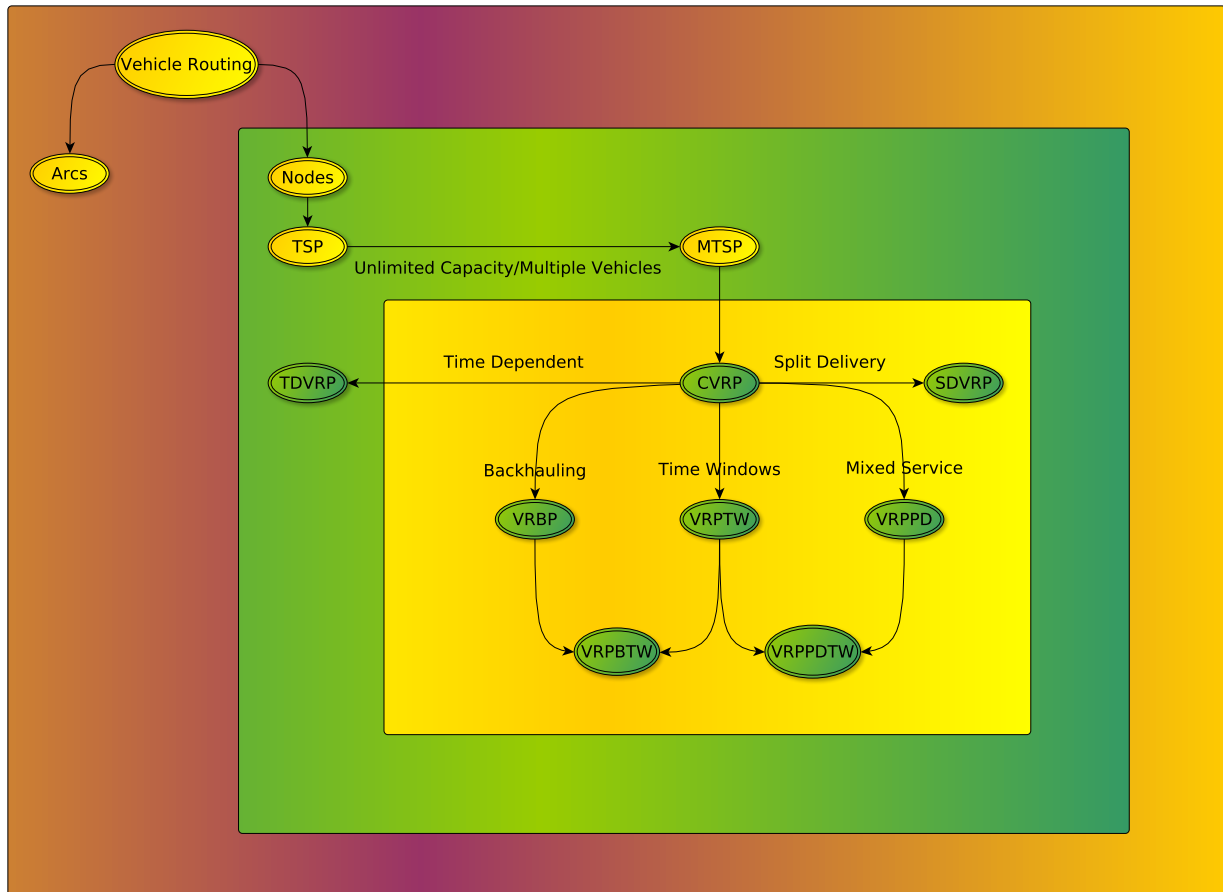 Vehicle Routing
Arcs
Nodes
TSP
MTSP
Unlimited Capacity/Multiple Vehicles
Time Dependent
Split Delivery
TDVRP
CVRP
SDVRP
Backhauling
Time Windows
Mixed Service
VRBP
VRPTW
VRPPD
VRPBTW
VRPPDTW